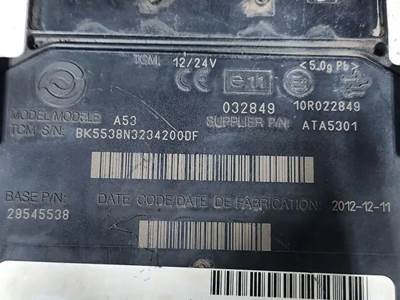 TCM, 12/24V
<5.0g Pb>
CE e11
032849 10R022849
MODEL/MODELE A53 SUPPLIER P/N: ATA5301
TCM S/N: BK5538N3234200DF
BASE P/N: DATE CODE/DATE DE FABRICATION: 2012-12-11
29545538